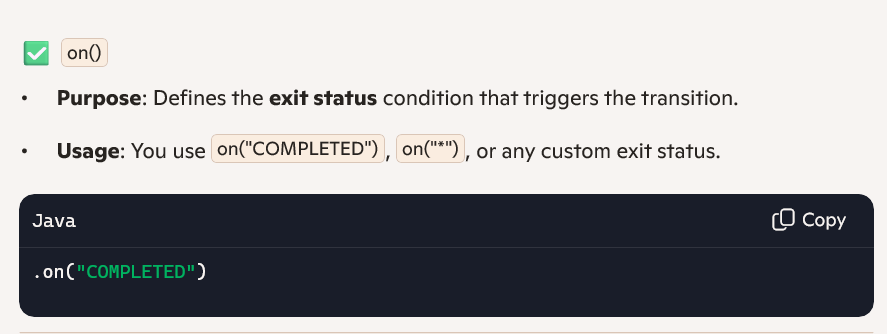 ✅ on()
• Purpose: Defines the exit status condition that triggers the transition.
• Usage: You use on("COMPLETED"), on("*"), or any custom exit status.
Java Copy
.on("COMPLETED")